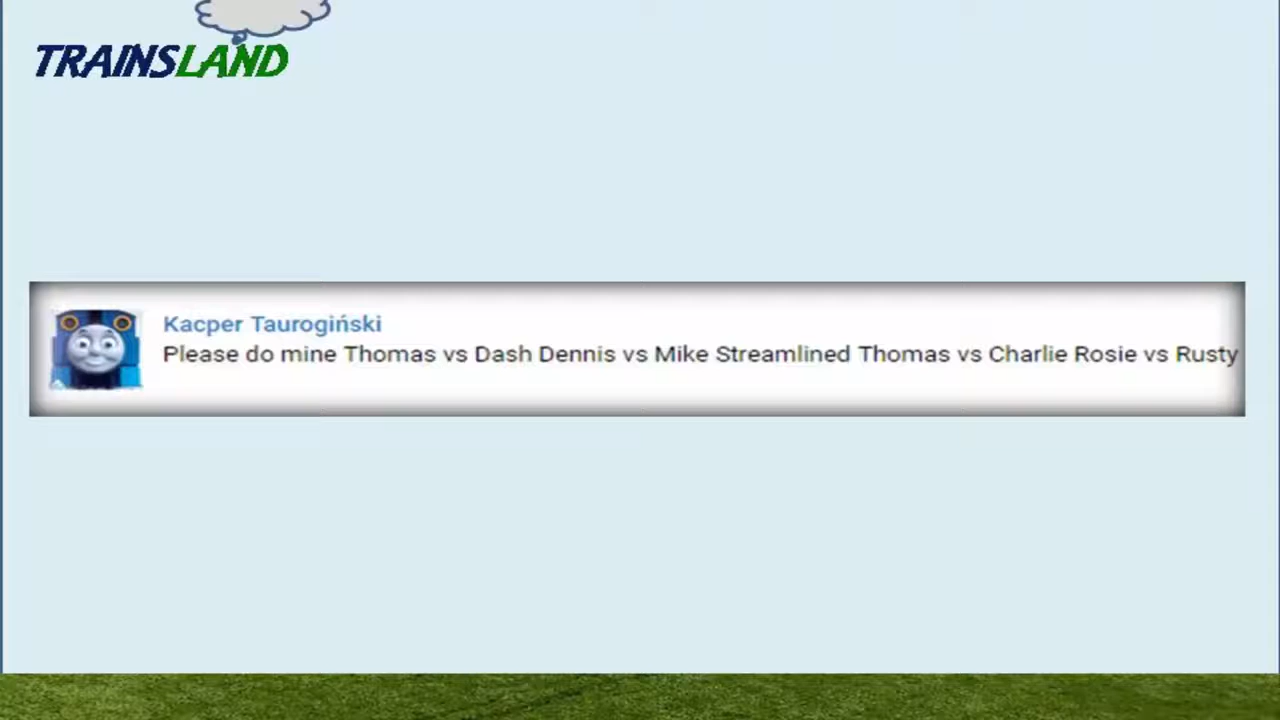 TRAINSLAND
Kacper Taurogiński
Please do mine Thomas vs Dash Dennis vs Mike Streamlined Thomas vs Charlie Rosie vs Rusty